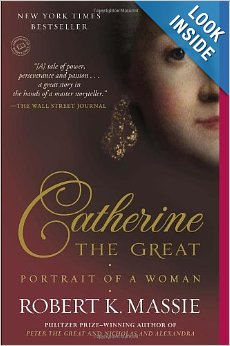 NEW YORK TIMES
BESTSELLER
Look
INSIDE
"[A] tale of power,
perseverance and passion . . .
a great story in
the hands of a master storyteller."
—THE WALL STREET JOURNAL
Catherine
THE GREAT
PORTRAIT OF A WOMAN
ROBERT K. MASSIE
PULITZER PRIZE–WINNING AUTHOR OF
PETER THE GREAT AND NICHOLAS AND ALEXANDRA